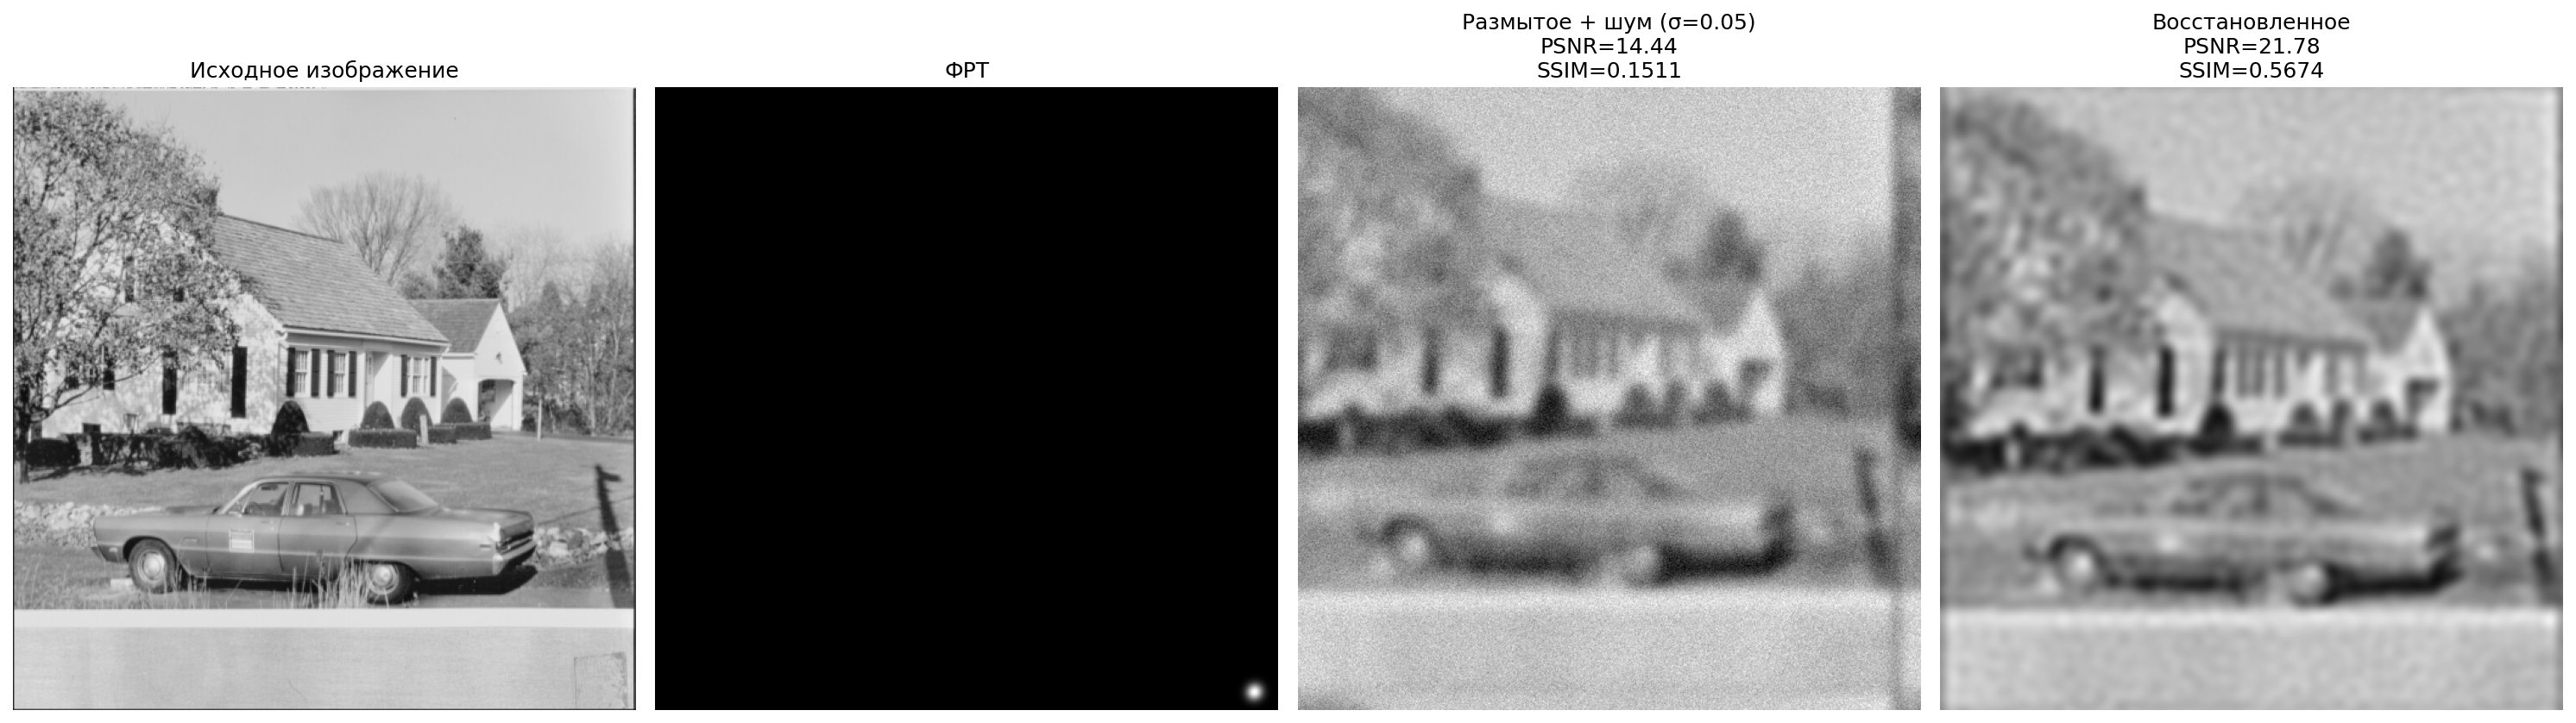 Исходное изображение
ФРТ
Размытое + шум (σ=0.05)
PSNR=14.44
SSIM=0.1511
Восстановленное
PSNR=21.78
SSIM=0.5674